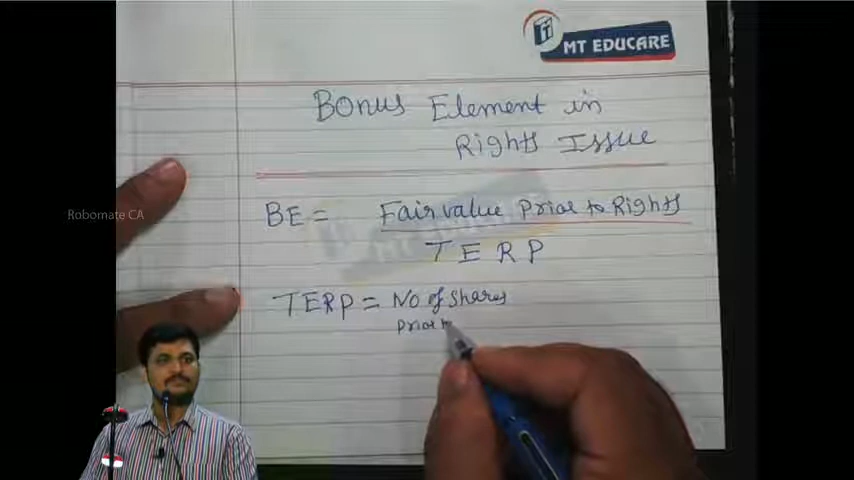 MT EDUCARE
Bonus Element in
Rights Issue
Robomate CA
BE = Fair value Prior to Rights
TERP
TERP = No of shares
Prior to